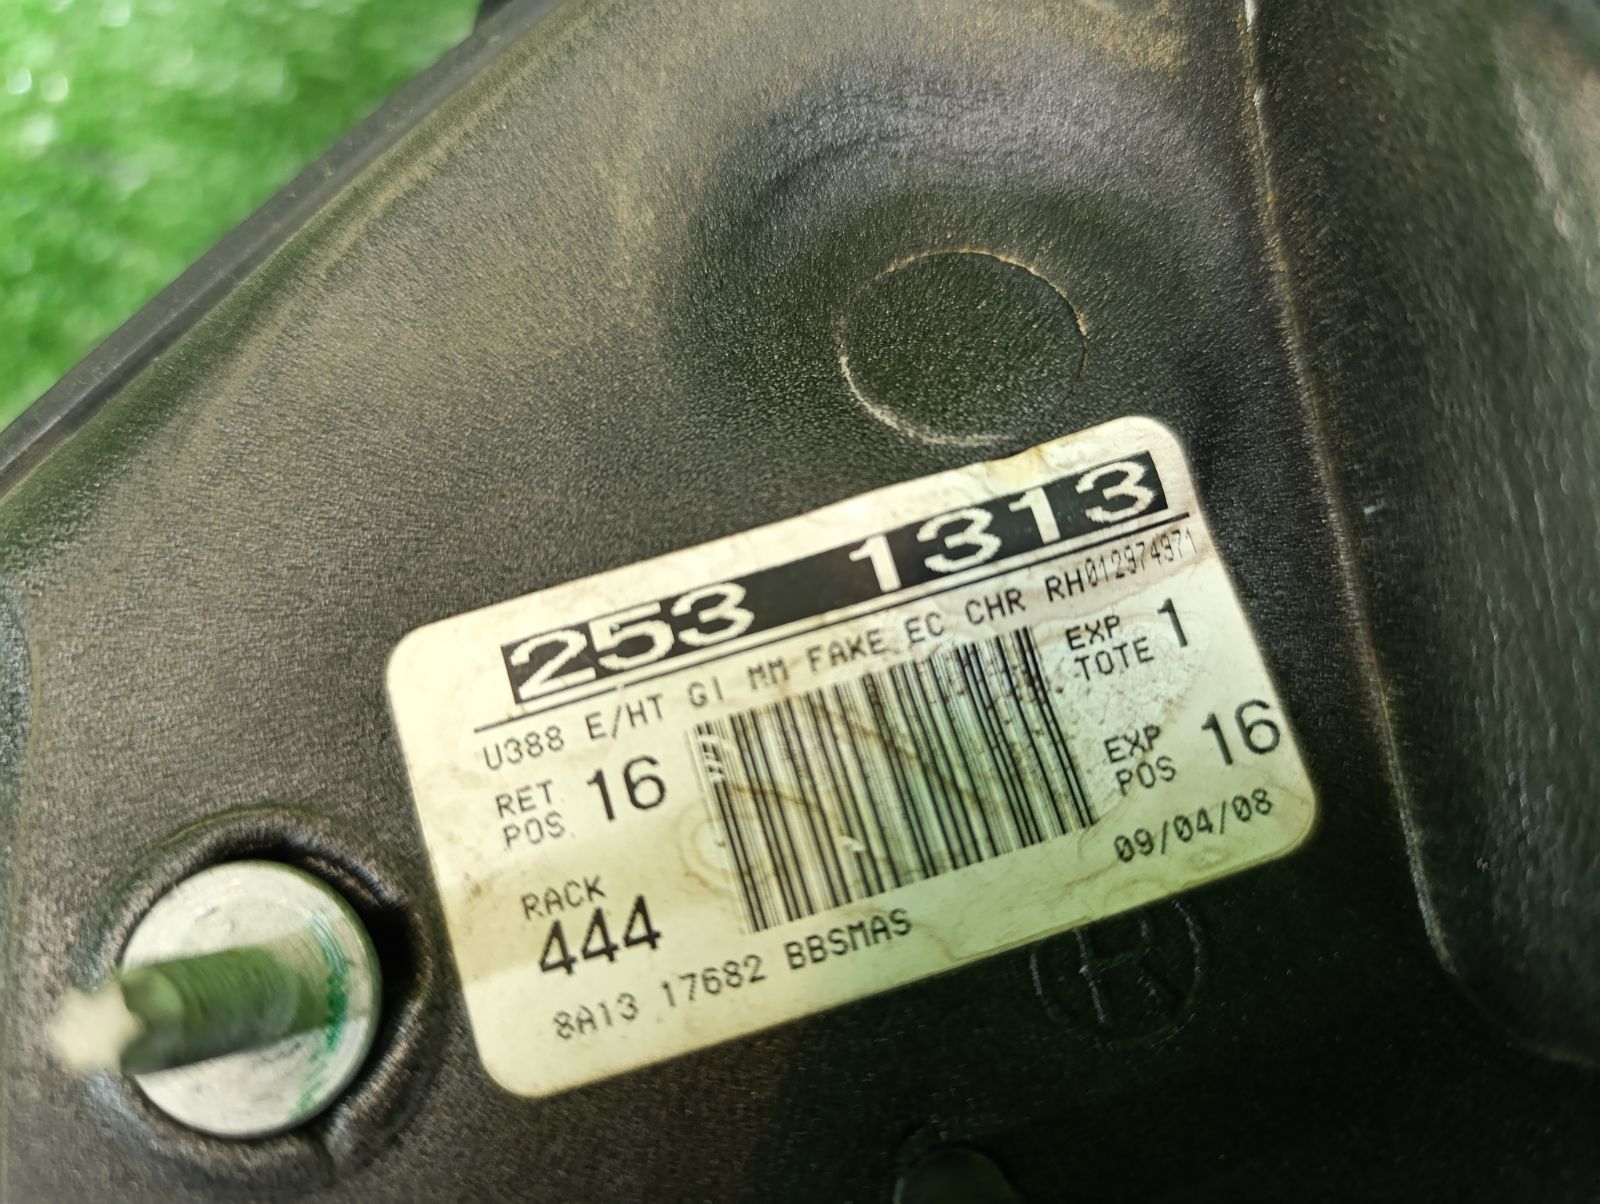 253 1313
U388 E/HT GI MM FAKE EC CHR RH012974971
RET POS. 16
EXP TOTE 1
EXP POS 16
RACK 444
09/04/08
8A13 17682 BBSMAS
R